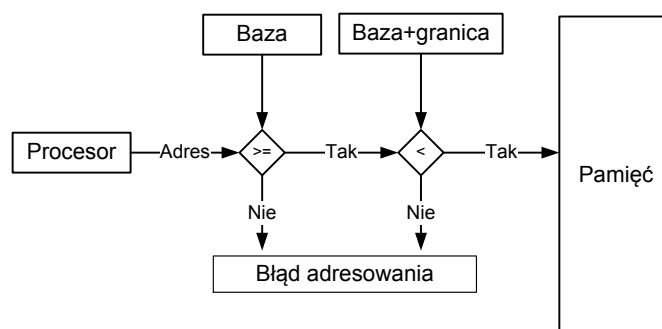 Baza
Baza+granica
Procesor
Adres
>=
Tak
<
Tak
Pamięć
Nie
Nie
Błąd adresowania